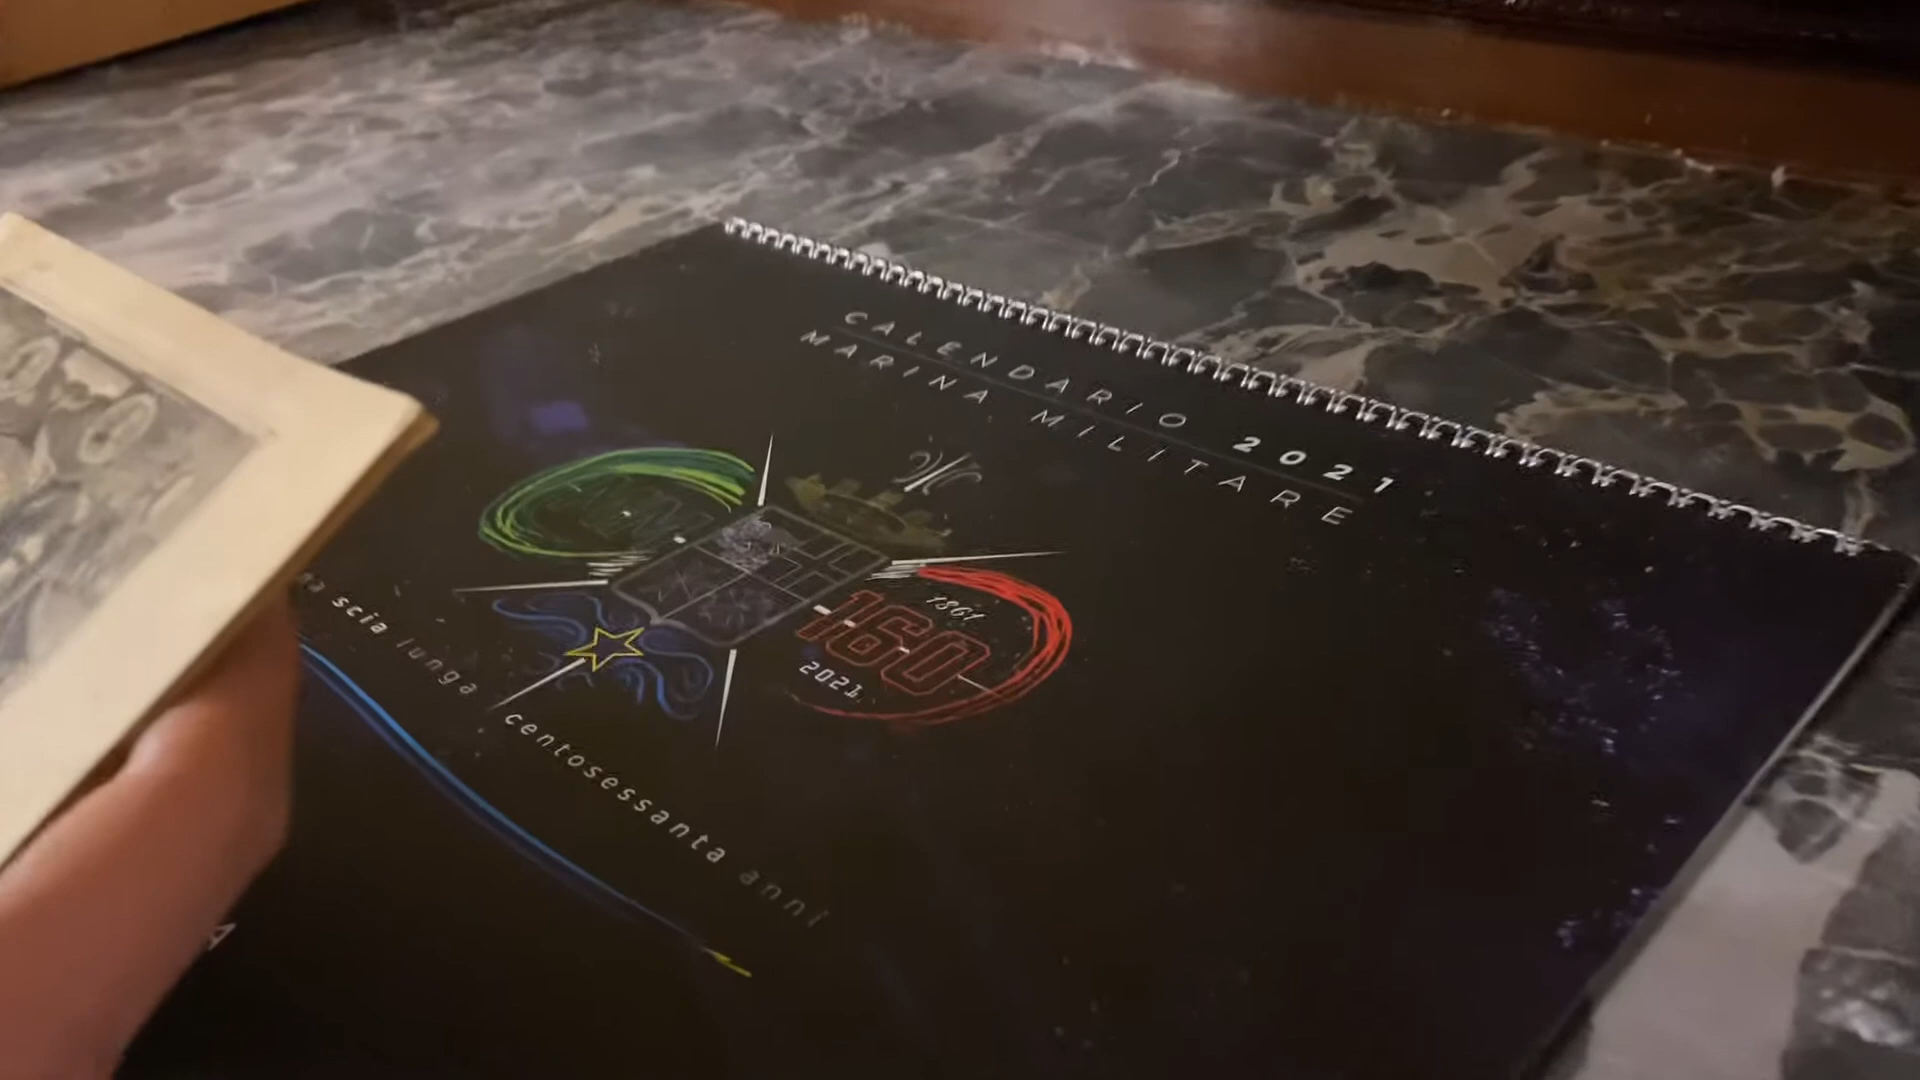 CALENDARIO 2021
MARINA MILITARE
1861
160
2021
scia lunga centosessanta anni